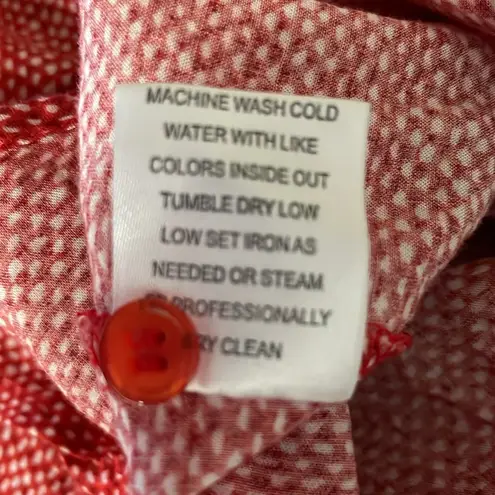 MACHINE WASH COLD
WATER WITH LIKE
COLORS INSIDE OUT
TUMBLE DRY LOW
LOW SET IRON AS
NEEDED OR STEAM
PROFESSIONALLY
CLEAN